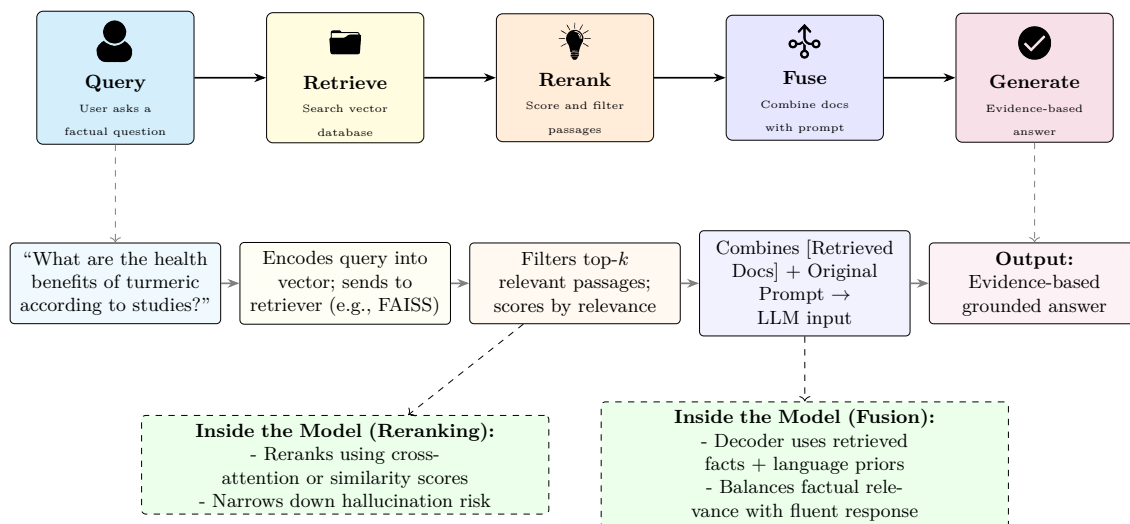 Query
User asks a
factual question
Retrieve
Search vector
database
Rerank
Score and filter
passages
Fuse
Combine docs
with prompt
Generate
Evidence-based
answer
“What are the health
benefits of turmeric
according to studies?”
Encodes query into
vector; sends to
retriever (e.g., FAISS)
Filters top-k
relevant passages;
scores by relevance
Combines [Retrieved
Docs] + Original
Prompt →
LLM input
Output:
Evidence-based
grounded answer
Inside the Model (Reranking):
- Reranks using cross-
attention or similarity scores
- Narrows down hallucination risk
Inside the Model (Fusion):
- Decoder uses retrieved
facts + language priors
- Balances factual rele-
vance with fluent response